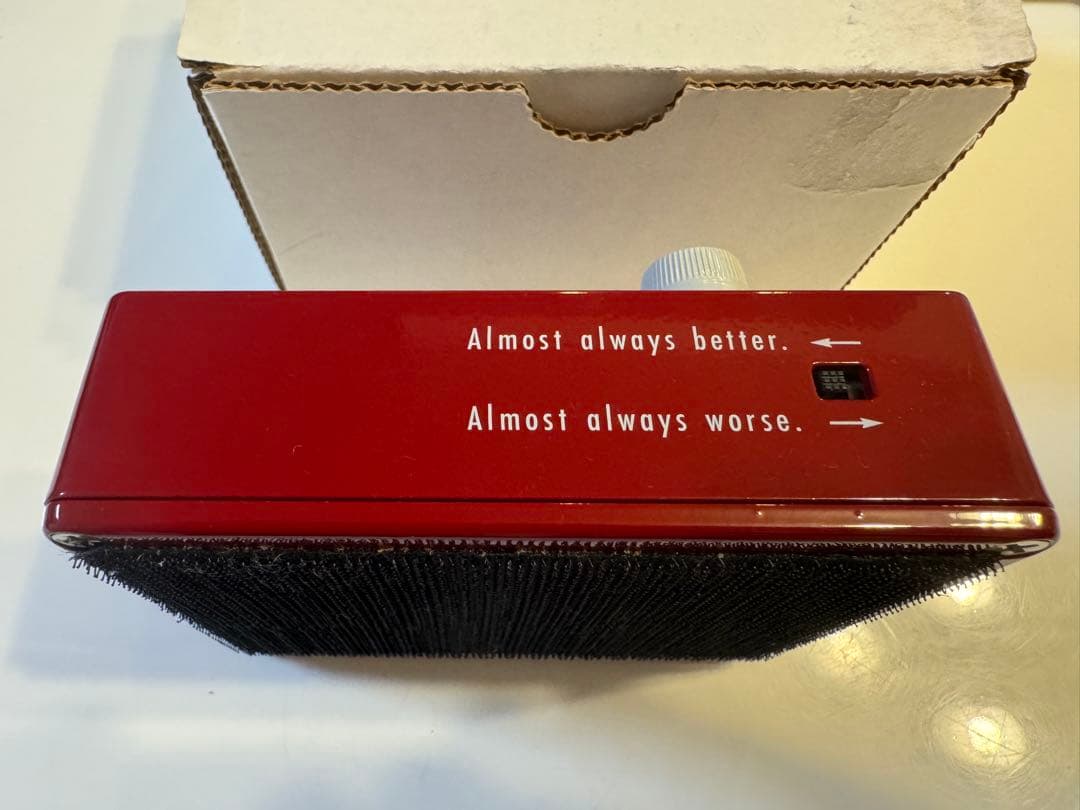 Almost always better. ←
Almost always worse. →